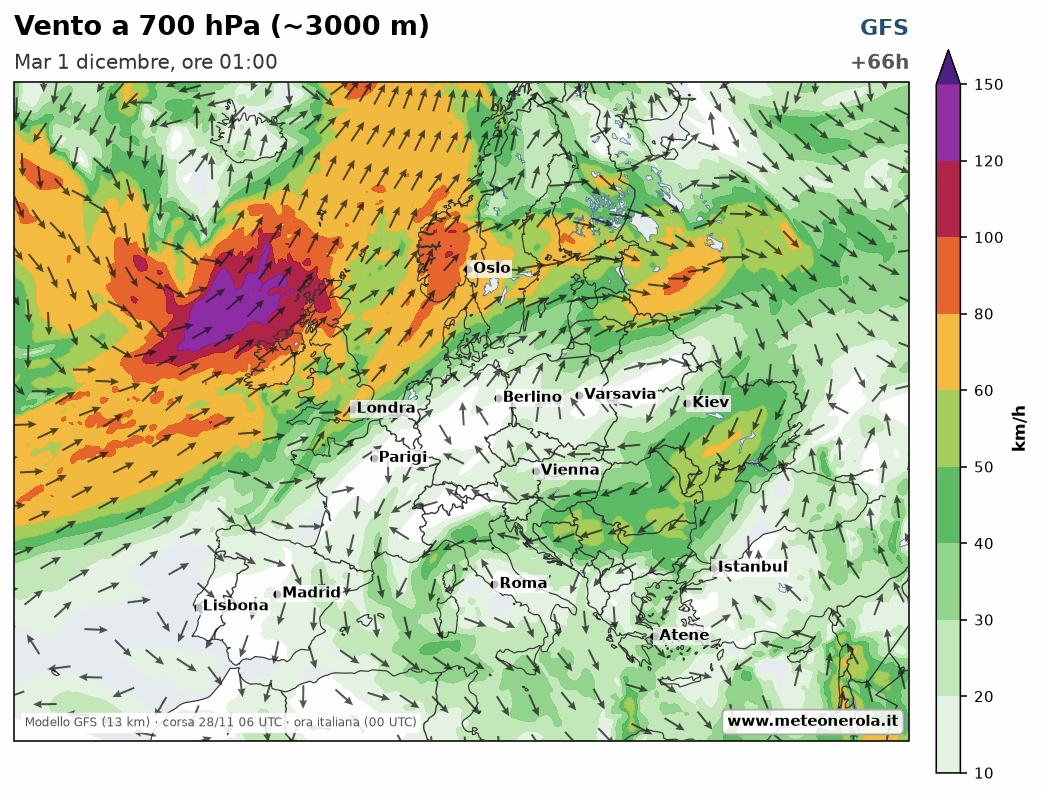 Vento a 700 hPa (~3000 m)
GFS
Mar 1 dicembre, ore 01:00
+66h
150
120
100
80
60
50
40
30
20
10
km/h
Oslo
Londra
Berlino
Varsavia
Kiev
Parigi
Vienna
Istanbul
Roma
Madrid
Lisbona
Atene
Modello GFS (13 km) · corsa 28/11 06 UTC · ora italiana (00 UTC)
www.meteonerola.it